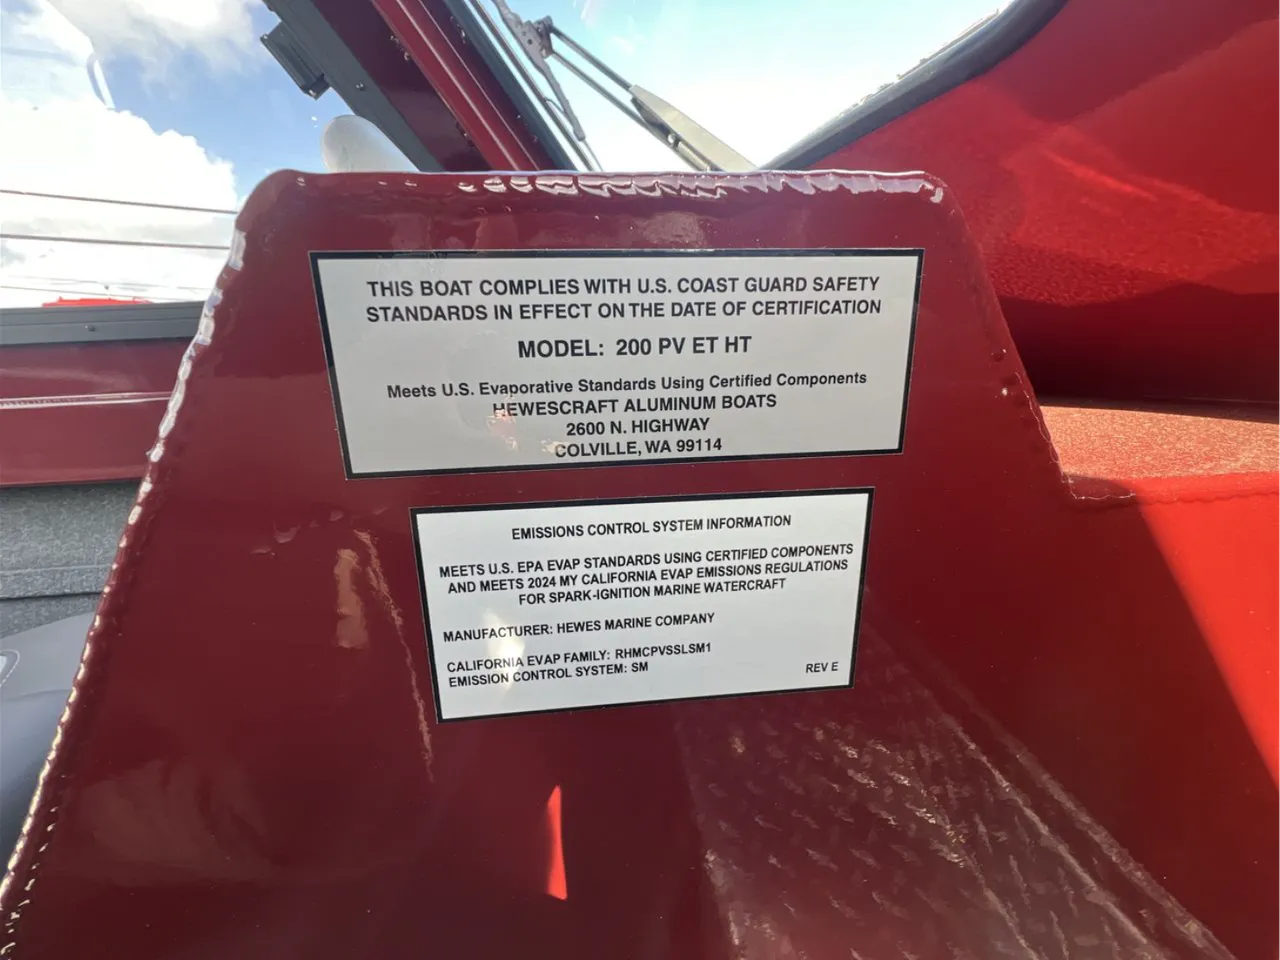 THIS BOAT COMPLIES WITH U.S. COAST GUARD SAFETY
STANDARDS IN EFFECT ON THE DATE OF CERTIFICATION
MODEL: 200 PV ET HT
Meets U.S. Evaporative Standards Using Certified Components
HEWESCRAFT ALUMINUM BOATS
2600 N. HIGHWAY
COLVILLE, WA 99114
EMISSIONS CONTROL SYSTEM INFORMATION
MEETS U.S. EPA EVAP STANDARDS USING CERTIFIED COMPONENTS
AND MEETS 2024 MY CALIFORNIA EVAP EMISSIONS REGULATIONS
FOR SPARK-IGNITION MARINE WATERCRAFT
MANUFACTURER: HEWES MARINE COMPANY
CALIFORNIA EVAP FAMILY: RHMCPVSSLSM1
EMISSION CONTROL SYSTEM: SM
REV E